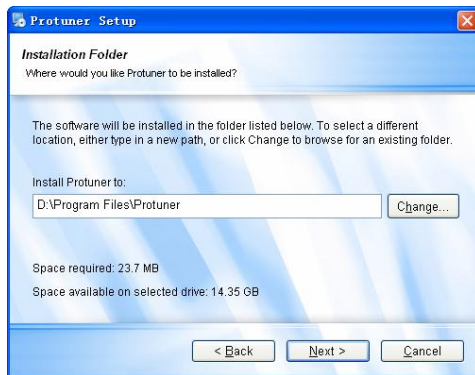 Protuner Setup
Installation Folder
Where would you like Protuner to be installed?
The software will be installed in the folder listed below. To select a different
location, either type in a new path, or click Change to browse for an existing folder.
Install Protuner to:
D:\Program Files\Protuner
Change...
Space required: 23.7 MB
Space available on selected drive: 14.35 GB
< Back
Next >
Cancel